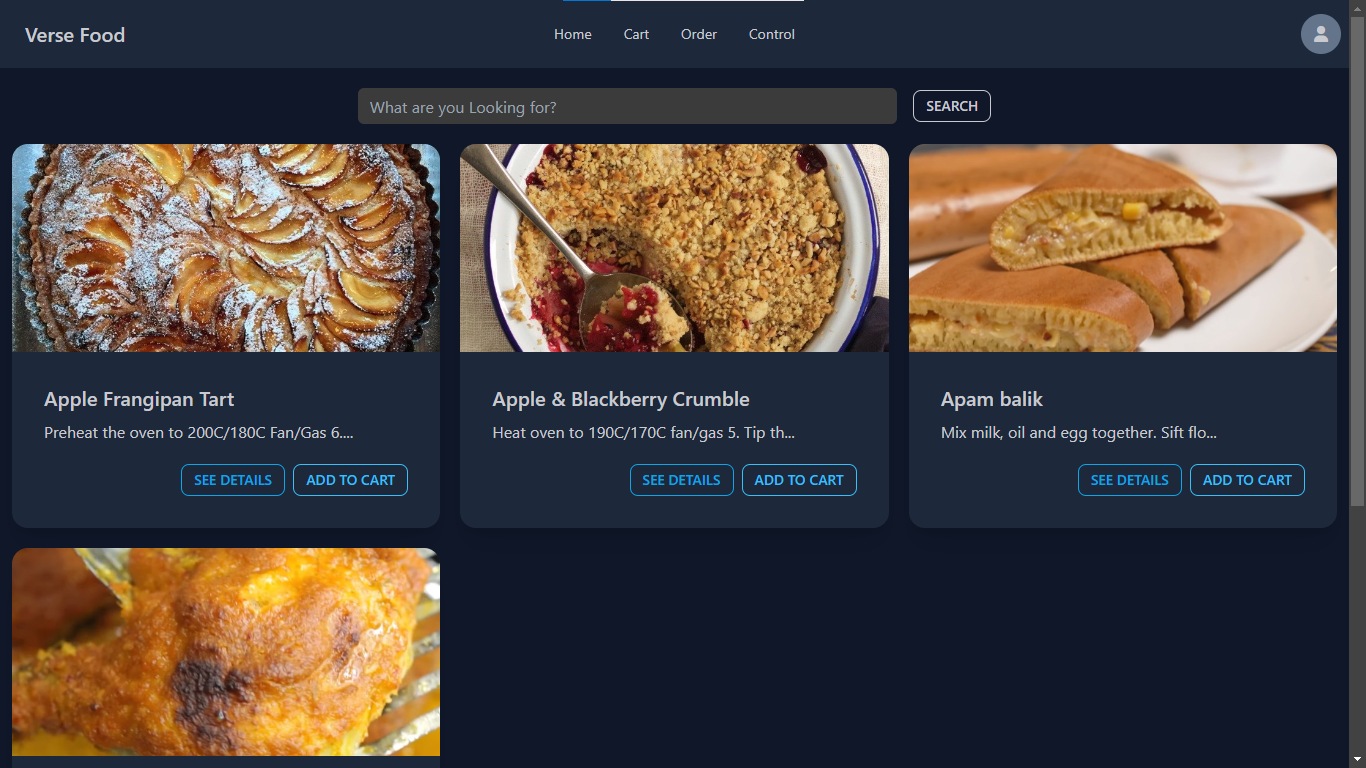 Verse Food
Home
Cart
Order
Control
What are you Looking for?
SEARCH
Apple Frangipan Tart
Preheat the oven to 200C/180C Fan/Gas 6....
SEE DETAILS
ADD TO CART
Apple & Blackberry Crumble
Heat oven to 190C/170C fan/gas 5. Tip th...
SEE DETAILS
ADD TO CART
Apam balik
Mix milk, oil and egg together. Sift flo...
SEE DETAILS
ADD TO CART